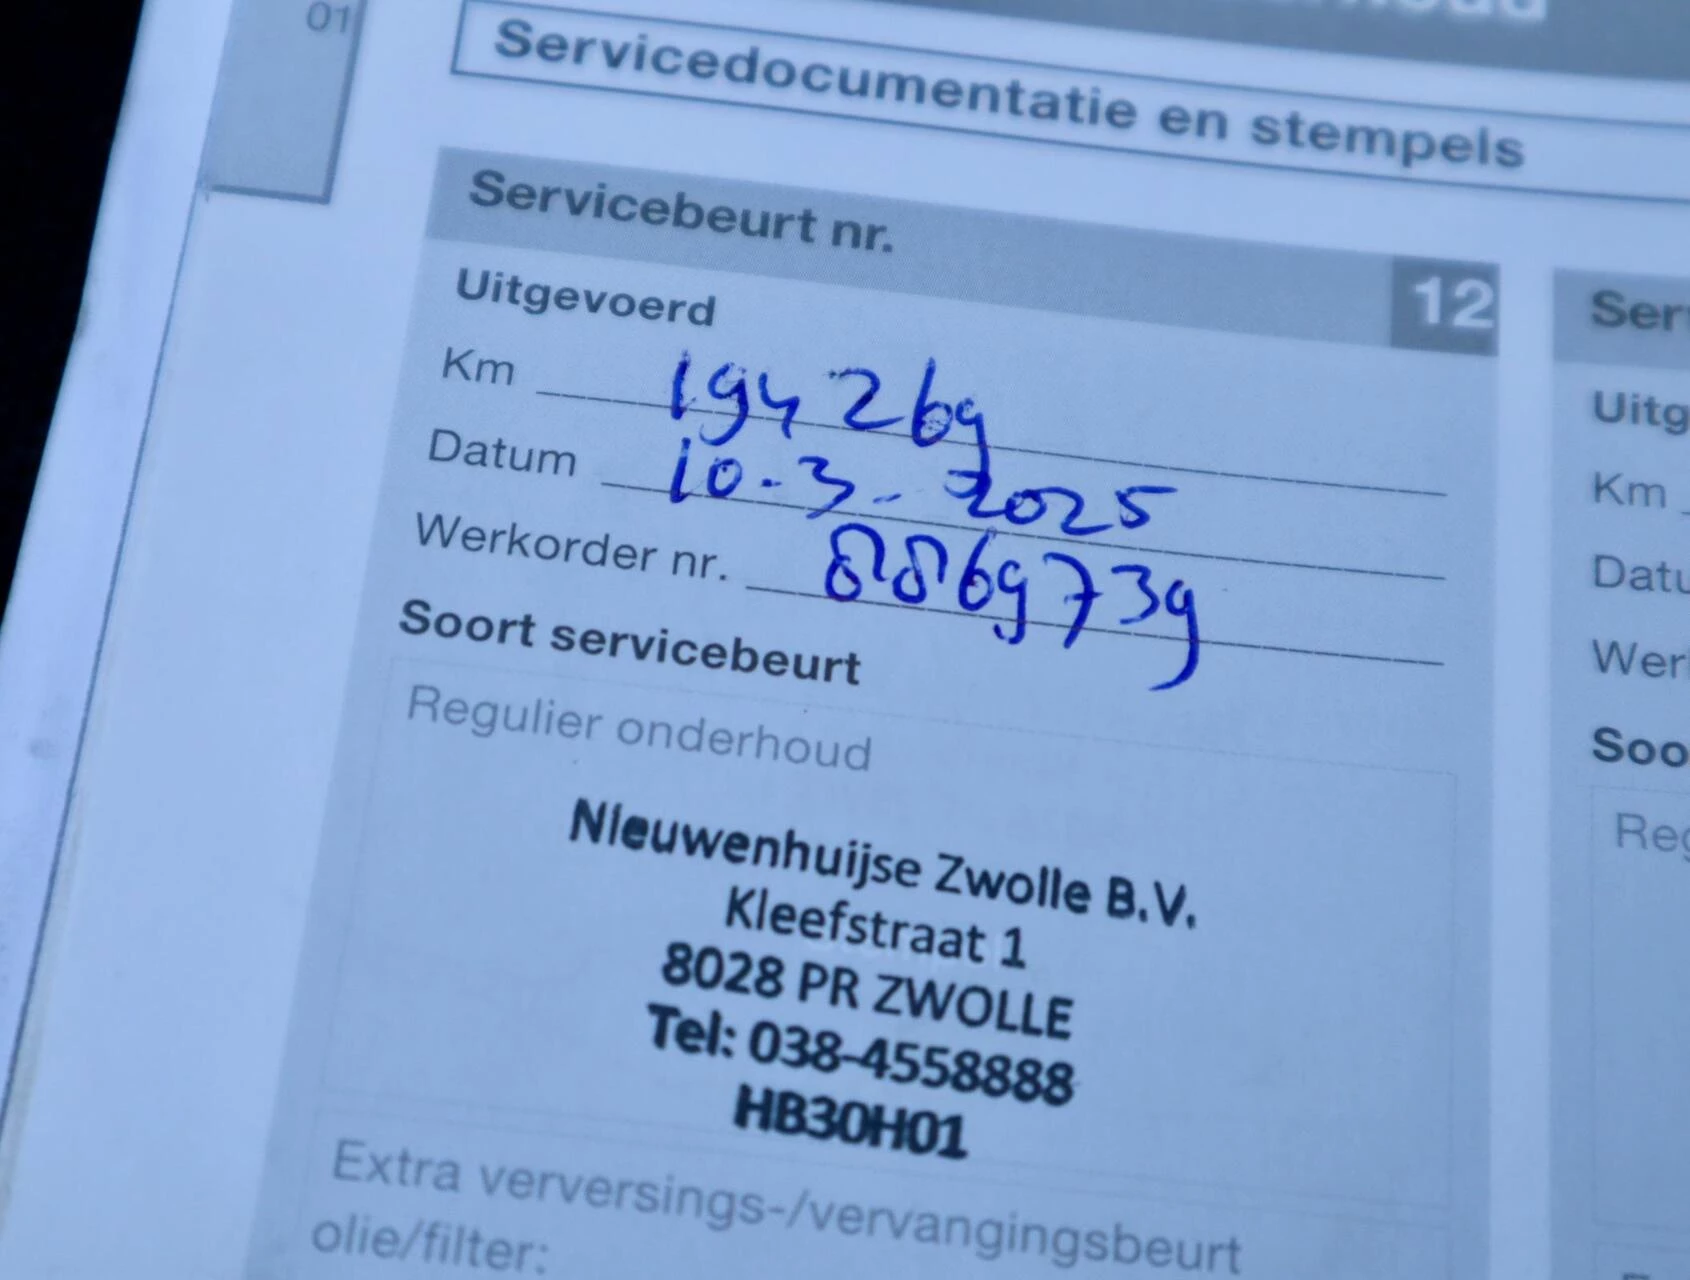 01
Servicedocumentatie en stempels
Servicebeurt nr.
12
Uitgevoerd
Km 194269
Datum 10-3-2025
Werkorder nr. 8869739
Soort servicebeurt
Regulier onderhoud
Nieuwenhuijse Zwolle B.V.
Kleefstraat 1
8028 PR ZWOLLE
Tel: 038-4558888
HB30H01
Extra verversings-/vervangingsbeurt
olie/filter:
Ser
Uitg
Km
Datu
Wer
Soo
Reg